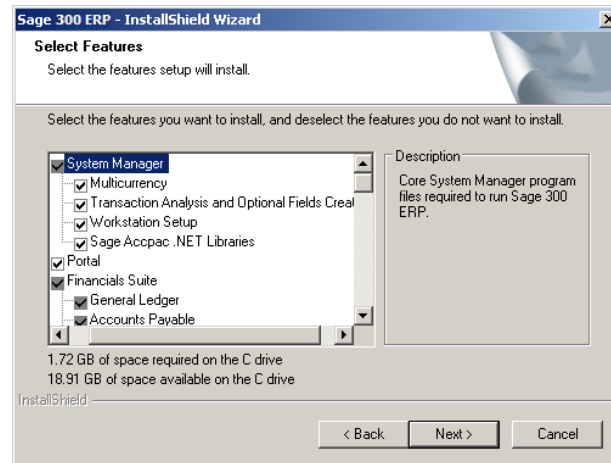 Sage 300 ERP - InstallShield Wizard
Select Features
Select the features setup will install.
Select the features you want to install, and deselect the features you do not want to install.
System Manager
Multicurrency
Transaction Analysis and Optional Fields Creat
Workstation Setup
Sage Accpac .NET Libraries
Portal
Financials Suite
General Ledger
Accounts Payable
Description
Core System Manager program
files required to run Sage 300
ERP.
1.72 GB of space required on the C drive
18.91 GB of space available on the C drive
InstallShield
< Back
Next >
Cancel